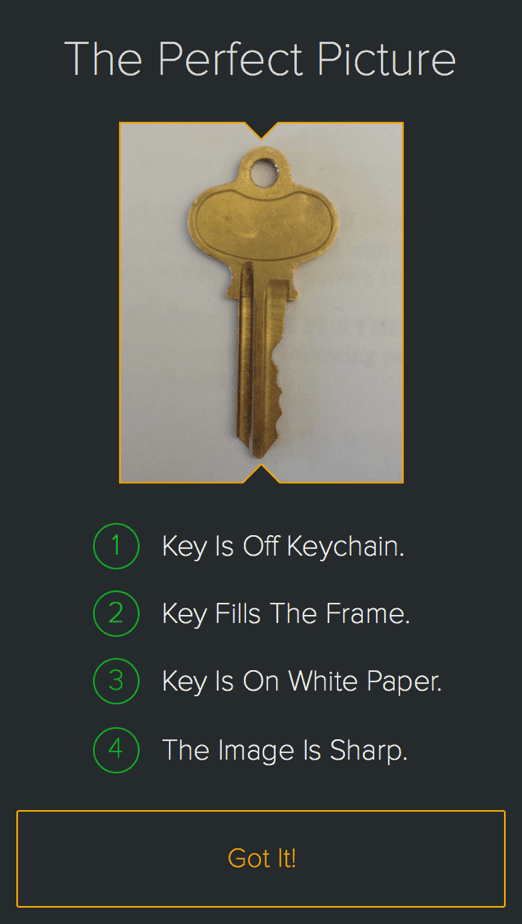 The Perfect Picture
1 Key Is Off Keychain.
2 Key Fills The Frame.
3 Key Is On White Paper.
4 The Image Is Sharp.
Got It!